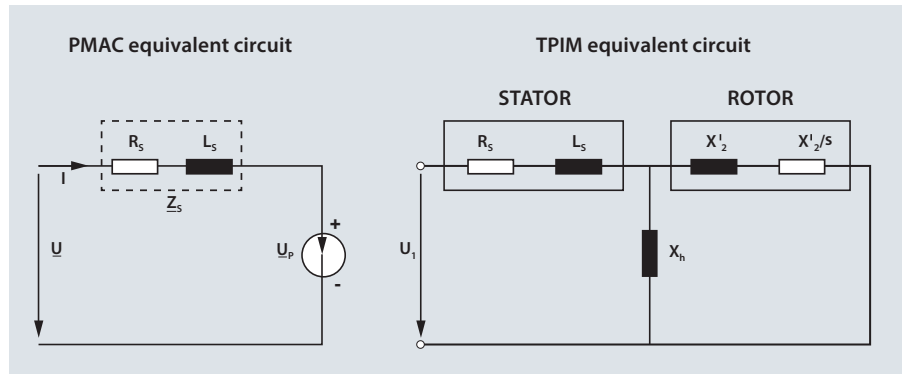 PMAC equivalent circuit
TPIM equivalent circuit
STATOR
ROTOR
R_S
L_S
R_S
L_S
X'_2
X'_2/s
I
Z_S
+
U
U_P
U_1
X_h
-